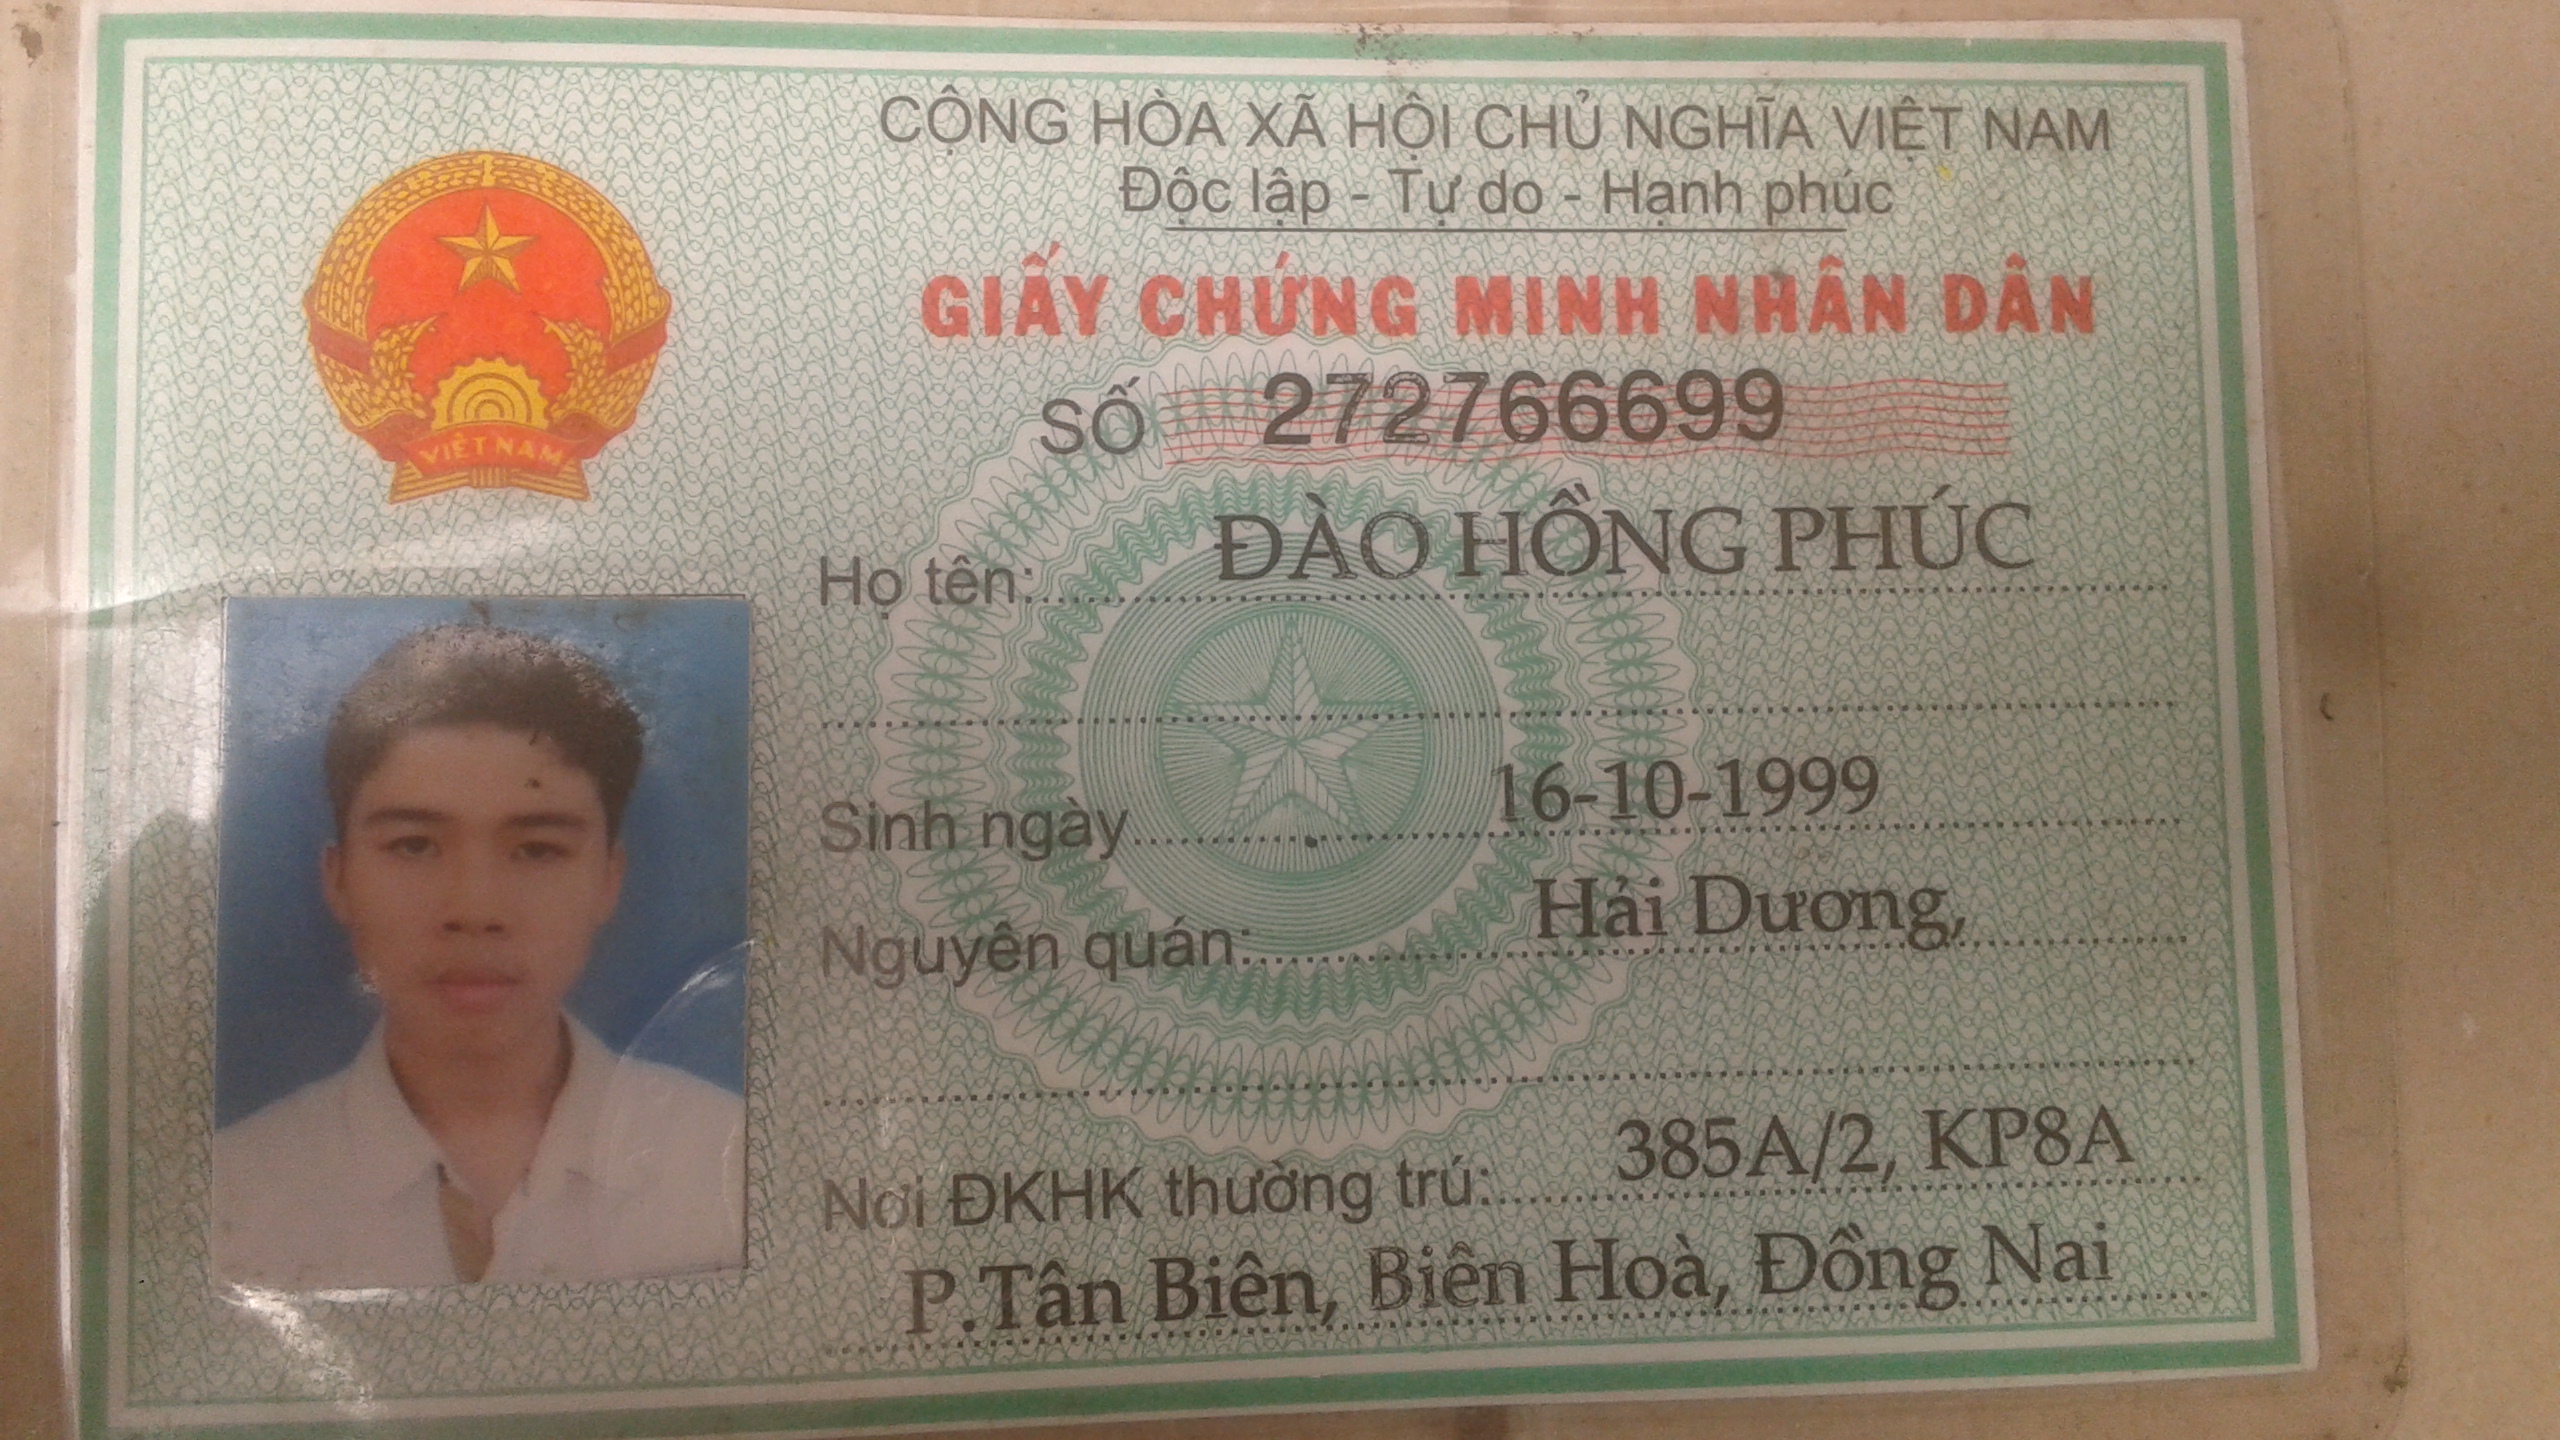 CỘNG HÒA XÃ HỘI CHỦ NGHĨA VIỆT NAM
Độc lập - Tự do - Hạnh phúc
GIẤY CHỨNG MINH NHÂN DÂN
SỐ 272766699
Họ tên: ĐÀO HỒNG PHÚC
Sinh ngày 16-10-1999
Nguyên quán: Hải Dương,
Nơi ĐKHK thường trú: 385A/2, KP8A
P.Tân Biên, Biên Hoà, Đồng Nai
VIỆT NAM